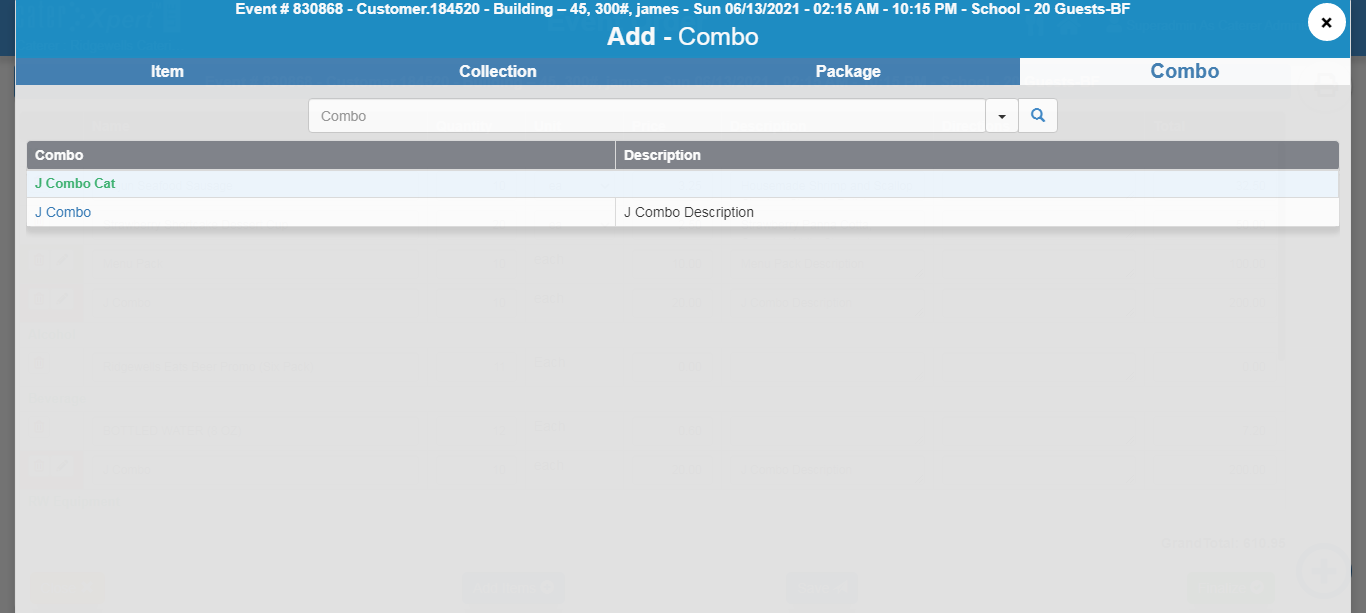 Event # 830868 - Customer.184520 - Building – 45, 300#, james - Sun 06/13/2021 - 02:15 AM - 10:15 PM - School - 20 Guests-BF
Add - Combo
Item Collection Package Combo
Combo
Combo Description
J Combo Cat
J Combo J Combo Description